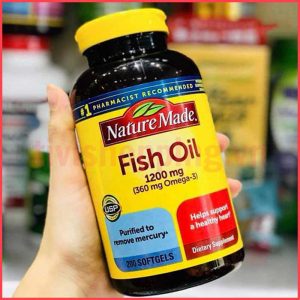 #1 PHARMACIST RECOMMENDED
Nature Made®
Fish Oil
1200 mg
(360 mg Omega-3)
USP
Purified to
remove mercury
Helps support
a healthy heart
Dietary Supplement
200 SOFTGELS